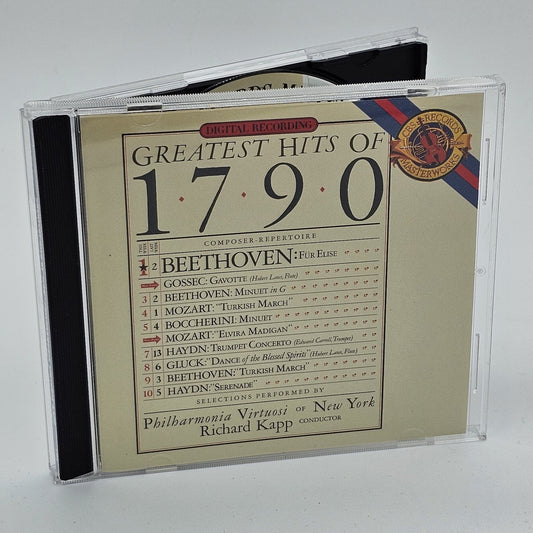 DIGITAL RECORDING
GREATEST HITS OF
1·7·9·0
CBS RECORDS
MASTERWORKS
COMPOSER-REPERTOIRE
1 2 BEETHOVEN: FÜR ELISE
GOSSEC: GAVOTTE (Hubert Laws, Flute)
3 2 BEETHOVEN: MINUET in G
4 1 MOZART: "TURKISH MARCH"
5 4 BOCCHERINI: MINUET
MOZART: "ELVIRA MADIGAN"
7 13 HAYDN: TRUMPET CONCERTO (Edward Carroll, Trumpet)
8 6 GLUCK: "DANCE of the BLESSED SPIRITS" (Hubert Laws, Flute)
9 3 BEETHOVEN: "TURKISH MARCH"
10 5 HAYDN: "SERENADE"
SELECTIONS PERFORMED BY
Philharmonia Virtuosi OF New York
Richard Kapp CONDUCTOR